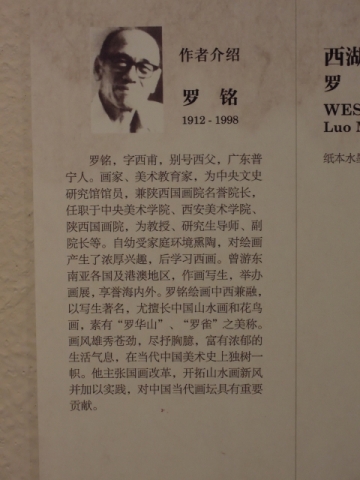 作者介绍
罗 铭
1912 - 1998
罗铭，字西甫，别号西父，广东普
宁人。画家、美术教育家，为中央文史
研究馆馆员，兼陕西国画院名誉院长，
任职于中央美术学院、西安美术学院、
陕西国画院，为教授、研究生导师、副
院长等。自幼受家庭环境熏陶，对绘画
产生了浓厚兴趣，后学习西画。曾游东
南亚各国及港澳地区，作画写生，举办
画展，享誉海内外。罗铭绘画中西兼融，
以写生著名，尤擅长中国山水画和花鸟
画，素有“罗华山”、“罗雀”之美称。
画风雄秀苍劲，尽抒胸臆，富有浓郁的
生活气息，在当代中国美术史上独树一
帜。他主张国画改革，开拓山水画新风
并加以实践，对中国当代画坛具有重要
贡献。
西湖
罗
WES
Luo
纸本水